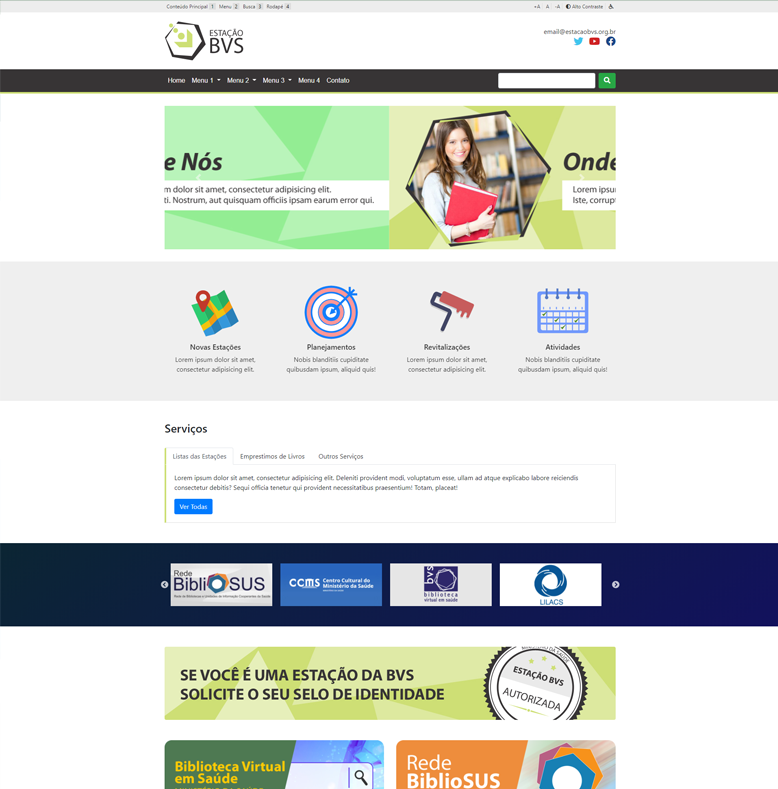 Conteúdo Principal 1 Menu 2 Busca 3 Rodapé 4
+A A -A Alto Contraste
ESTAÇÃO
BVS
email@estacaobvs.org.br
Home Menu 1 Menu 2 Menu 3 Menu 4 Contato
e Nós
m dolor sit amet, consectetur adipisicing elit.
ti. Nostrum, aut quisquam officiis ipsam earum error qui.
Onde
Lorem ipsu
Iste, corrupt
Novas Estações
Lorem ipsum dolor sit amet,
consectetur adipisicing elit.
Planejamentos
Nobis blanditiis cupiditate
quibusdam ipsum, aliquid quis!
Revitalizações
Lorem ipsum dolor sit amet,
consectetur adipisicing elit.
Atividades
Nobis blanditiis cupiditate
quibusdam ipsum, aliquid quis!
Serviços
Listas das Estações Emprestimos de Livros Outros Serviços
Lorem ipsum dolor sit amet, consectetur adipisicing elit. Deleniti provident modi, voluptatum esse, ullam ad atque explicabo labore reiciendis
consectetur debitis? Sequi officia tenetur qui provident necessitatibus praesentium! Totam, placeat!
Ver Todas
Rede
BiblioSUS
CCMS Centro Cultural do
Ministério da Saúde
bvs
biblioteca
virtual em saúde
LILACS
SE VOCÊ É UMA ESTAÇÃO DA BVS
SOLICITE O SEU SELO DE IDENTIDADE
ESTAÇÃO BVS
AUTORIZADA
Biblioteca Virtual
em Saúde
Rede
BiblioSUS